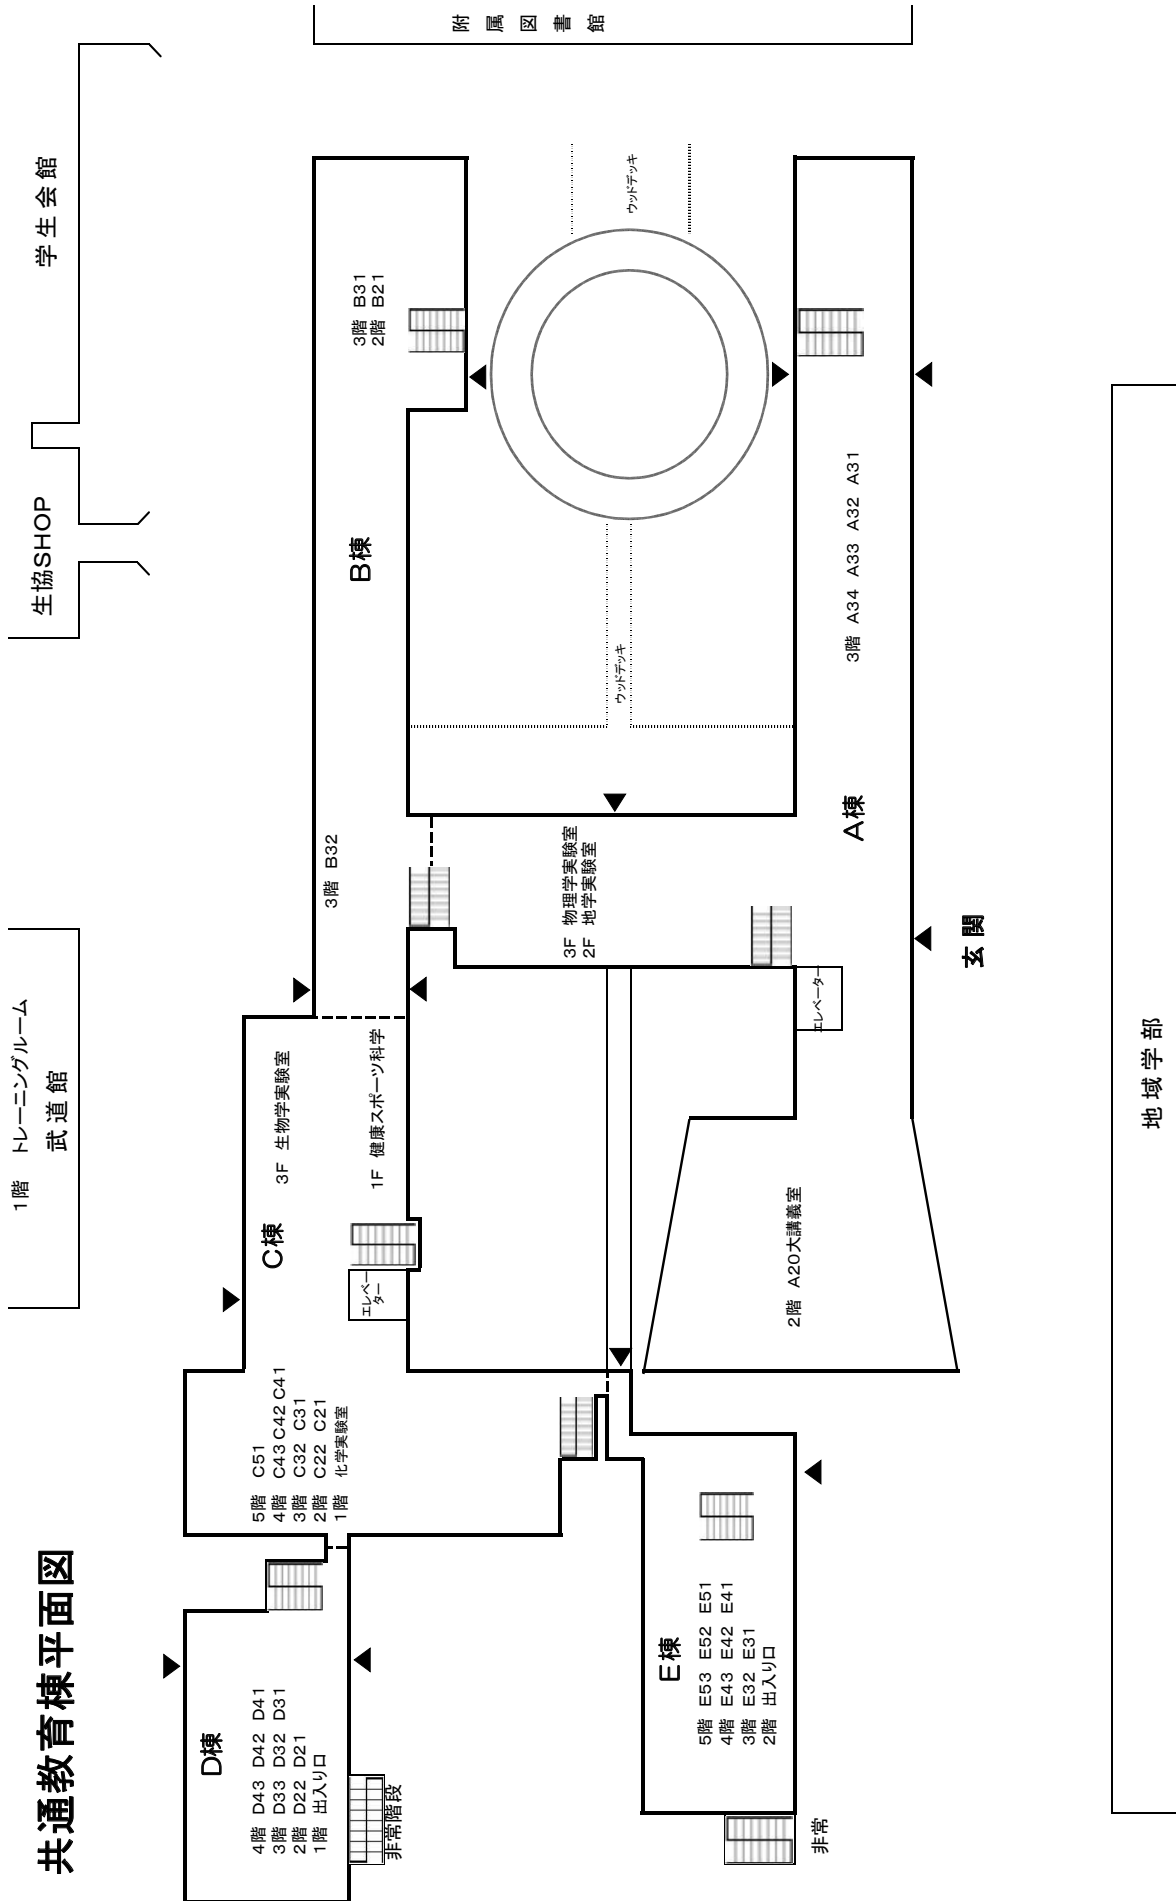 共通教育棟平面図
１階　トレーニングルーム
武道館
生協SHOP
学生会館
附属図書館
D棟
４階　D43　D42　D41
３階　D33　D32　D31
２階　D22　D21
１階　出入り口
非常階段
C棟
５階　C51
４階　C43 C42 C41
３階　C32　C31
２階　C22　C21
１階　化学実験室
エレベー
ター
３F　生物学実験室
１F　健康スポーツ科学
３階　B32
B棟
３階　B31
２階　B21
３F　物理学実験室
２F　地学実験室
ウッドデッキ
ウッドデッキ
E棟
５階　E53　E52　E51
４階　E43　E42　E41
３階　E32　E31
２階　出入り口
非常
２階　A20大講義室
エレベーター
A棟
３階　A34　A33　A32　A31
玄関
地域学部